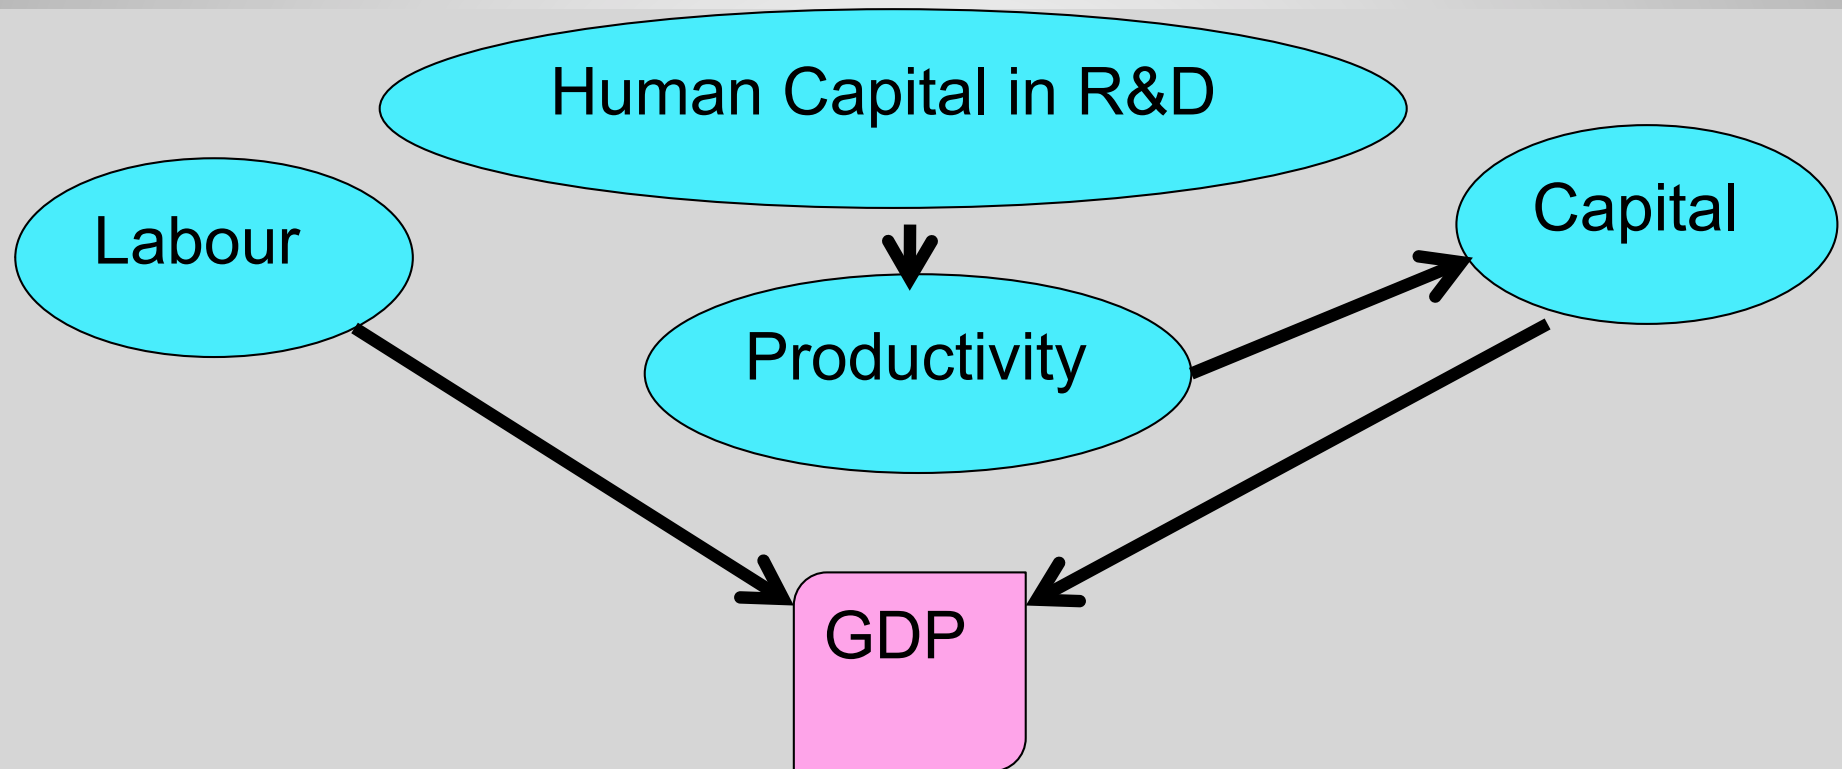 Human Capital in R&D
Labour
Capital
Productivity
GDP